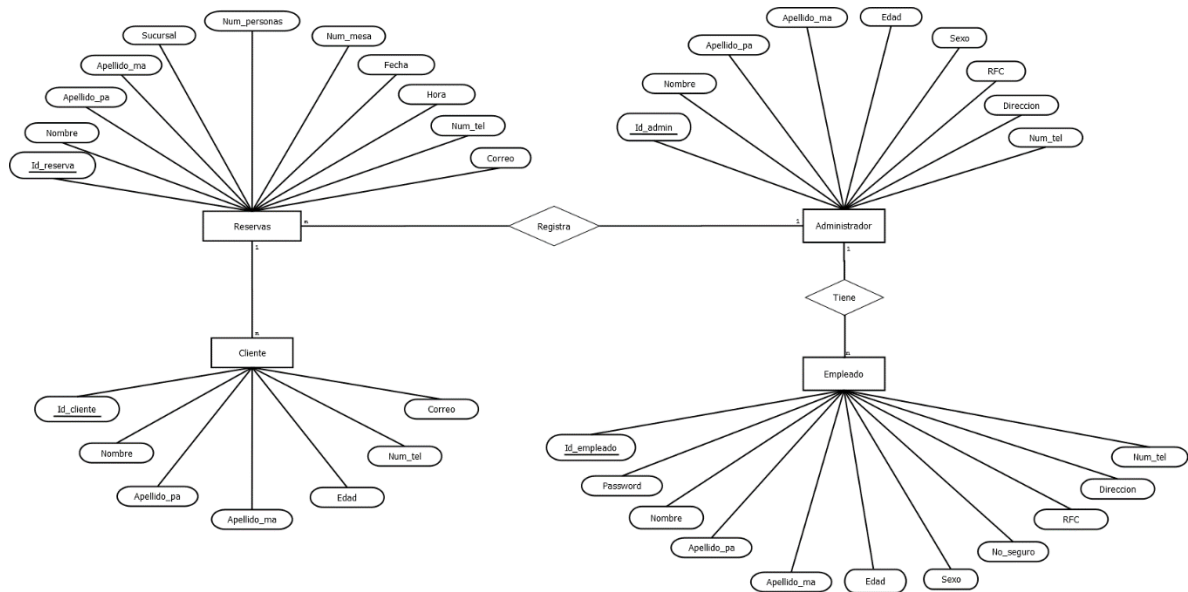 Num_personas
Sucursal
Num_mesa
Apellido_ma
Fecha
Apellido_pa
Hora
Nombre
Num_tel
Id_reserva
Correo
Apellido_ma
Edad
Apellido_pa
Sexo
Nombre
RFC
Id_admin
Direccion
Num_tel
Reservas
n
Registra
1
Administrador
1
1
Tiene
n
Cliente
n
Empleado
Id_cliente
Correo
Nombre
Num_tel
Apellido_pa
Edad
Apellido_ma
Id_empleado
Num_tel
Password
Direccion
Nombre
RFC
Apellido_pa
No_seguro
Apellido_ma
Edad
Sexo